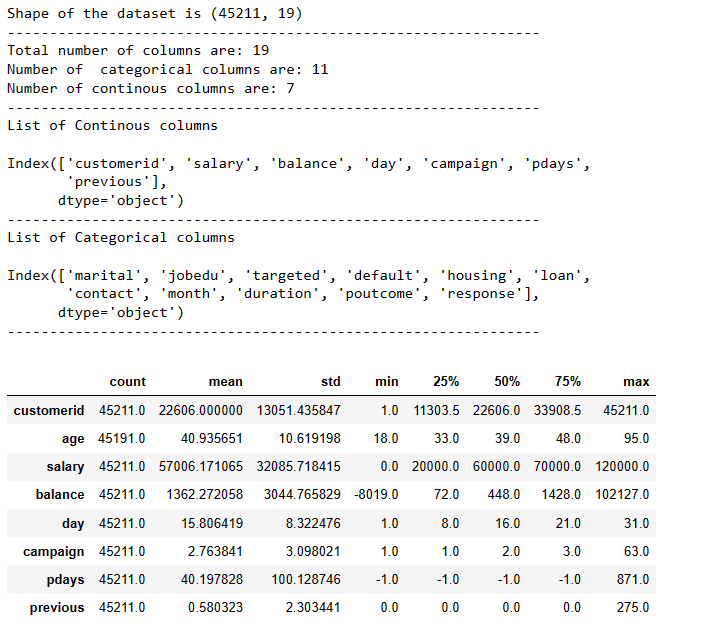 Shape of the dataset is (45211, 19)
---------------------------------------------------------------
Total number of columns are: 19
Number of  categorical columns are: 11
Number of continous columns are: 7
---------------------------------------------------------------
List of Continous columns
Index(['customerid', 'salary', 'balance', 'day', 'campaign', 'pdays',
       'previous'],
      dtype='object')
---------------------------------------------------------------
List of Categorical columns
Index(['marital', 'jobedu', 'targeted', 'default', 'housing', 'loan',
       'contact', 'month', 'duration', 'poutcome', 'response'],
      dtype='object')
---------------------------------------------------------------
count mean std min 25% 50% 75% max
customerid 45211.0 22606.000000 13051.435847 1.0 11303.5 22606.0 33908.5 45211.0
age 45191.0 40.935651 10.619198 18.0 33.0 39.0 48.0 95.0
salary 45211.0 57006.171065 32085.718415 0.0 20000.0 60000.0 70000.0 120000.0
balance 45211.0 1362.272058 3044.765829 -8019.0 72.0 448.0 1428.0 102127.0
day 45211.0 15.806419 8.322476 1.0 8.0 16.0 21.0 31.0
campaign 45211.0 2.763841 3.098021 1.0 1.0 2.0 3.0 63.0
pdays 45211.0 40.197828 100.128746 -1.0 -1.0 -1.0 -1.0 871.0
previous 45211.0 0.580323 2.303441 0.0 0.0 0.0 0.0 275.0